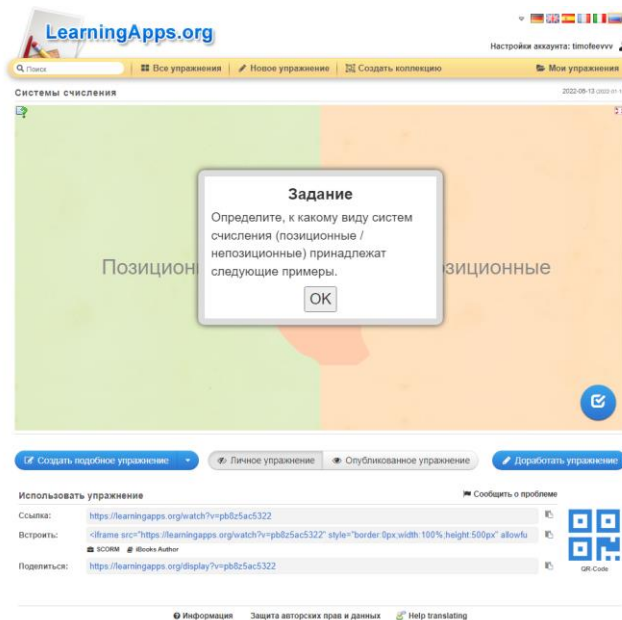 LearningApps.org
Настройки аккаунта: timofeevvv
Поиск
Все упражнения
Новое упражнение
Создать коллекцию
Мои упражнения
Системы счисления
2022-08-13
Задание
Определите, к какому виду систем
счисления (позиционные /
непозиционные) принадлежат
следующие примеры.
OK
Позицион
зиционные
Создать подобное упражнение
Личное упражнение
Опубликованное упражнение
Доработать упражнение
Использовать упражнение
Сообщить о проблеме
Ссылка: https://learningapps.org/watch?v=pb8z5ac5322
Встроить: <iframe src="https://learningapps.org/watch?v=pb8z5ac5322" style="border:0px;width:100%;height:500px" allowfu
SCORM iBooks Author
Поделиться: https://learningapps.org/display?v=pb8z5ac5322
QR-Code
Информация Защита авторских прав и данных Help translating